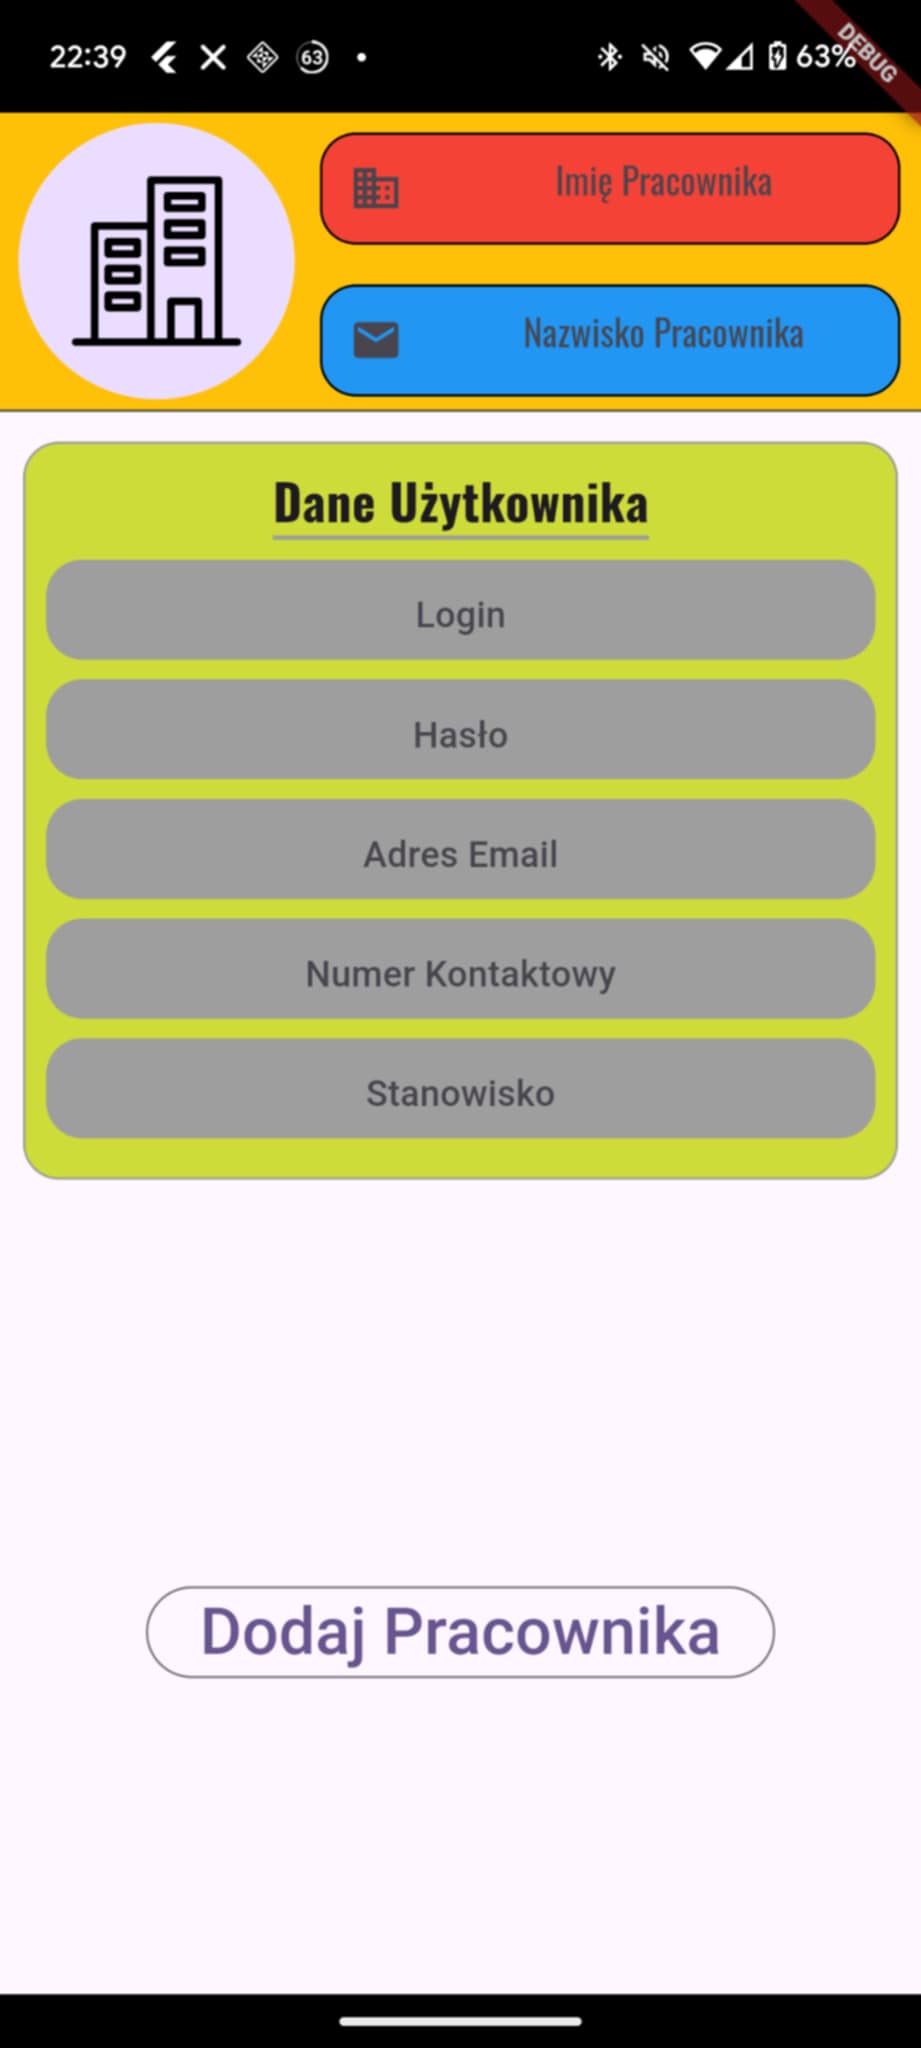 22:39 63 63%
DEBUG
Imię Pracownika
Nazwisko Pracownika
Dane Użytkownika
Login
Hasło
Adres Email
Numer Kontaktowy
Stanowisko
Dodaj Pracownika